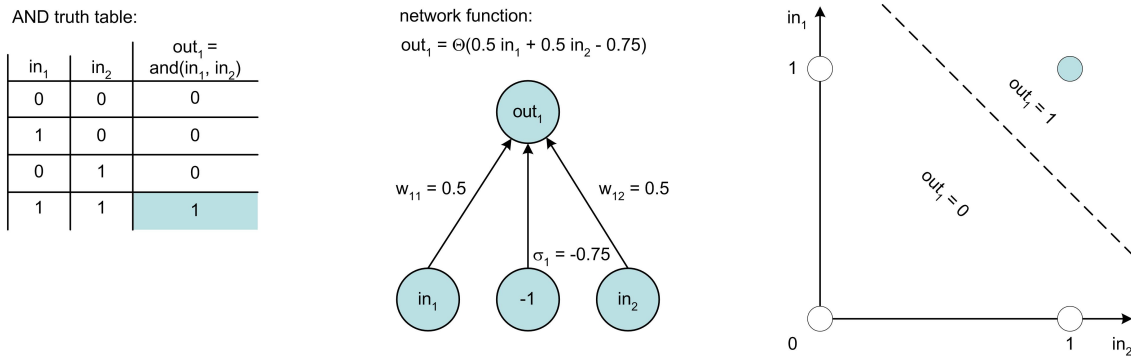 AND truth table:
in₁ in₂ out₁ = and(in₁, in₂)
0 0 0
1 0 0
0 1 0
1 1 1
network function:
out₁ = Θ(0.5 in₁ + 0.5 in₂ - 0.75)
out₁
w₁₁ = 0.5
w₁₂ = 0.5
σ₁ = -0.75
in₁
-1
in₂
in₁
1
out₁ = 1
out₁ = 0
0
1
in₂